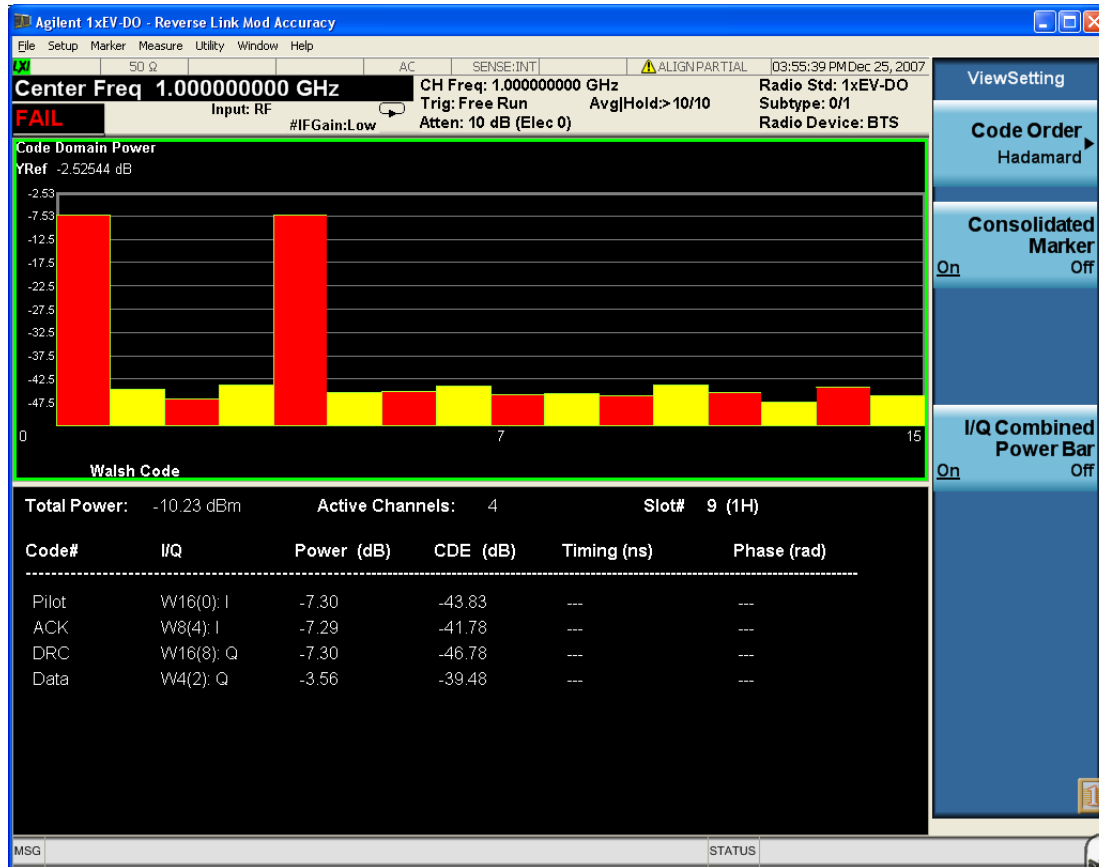 Agilent 1xEV-DO - Reverse Link Mod Accuracy
File Setup Marker Measure Utility Window Help
LXI 50 Ω AC SENSE:INT ALIGN PARTIAL 03:55:39 PM Dec 25, 2007
Center Freq 1.000000000 GHz CH Freq: 1.000000000 GHz Radio Std: 1xEV-DO
Input: RF Trig: Free Run Avg|Hold:> 10/10 Subtype: 0/1
FAIL #IFGain:Low Atten: 10 dB (Elec 0) Radio Device: BTS
Code Domain Power
YRef -2.52544 dB
-2.53
-7.53
-12.5
-17.5
-22.5
-27.5
-32.5
-37.5
-42.5
-47.5
0 7 15
Walsh Code
Total Power: -10.23 dBm Active Channels: 4 Slot# 9 (1H)
Code# I/Q Power (dB) CDE (dB) Timing (ns) Phase (rad)
Pilot W16(0): I -7.30 -43.83 --- ---
ACK W8(4): I -7.29 -41.78 --- ---
DRC W16(8): Q -7.30 -46.78 --- ---
Data W4(2): Q -3.56 -39.48 --- ---
ViewSetting
Code Order
Hadamard
Consolidated
Marker
On Off
I/Q Combined
Power Bar
On Off
1
MSG STATUS